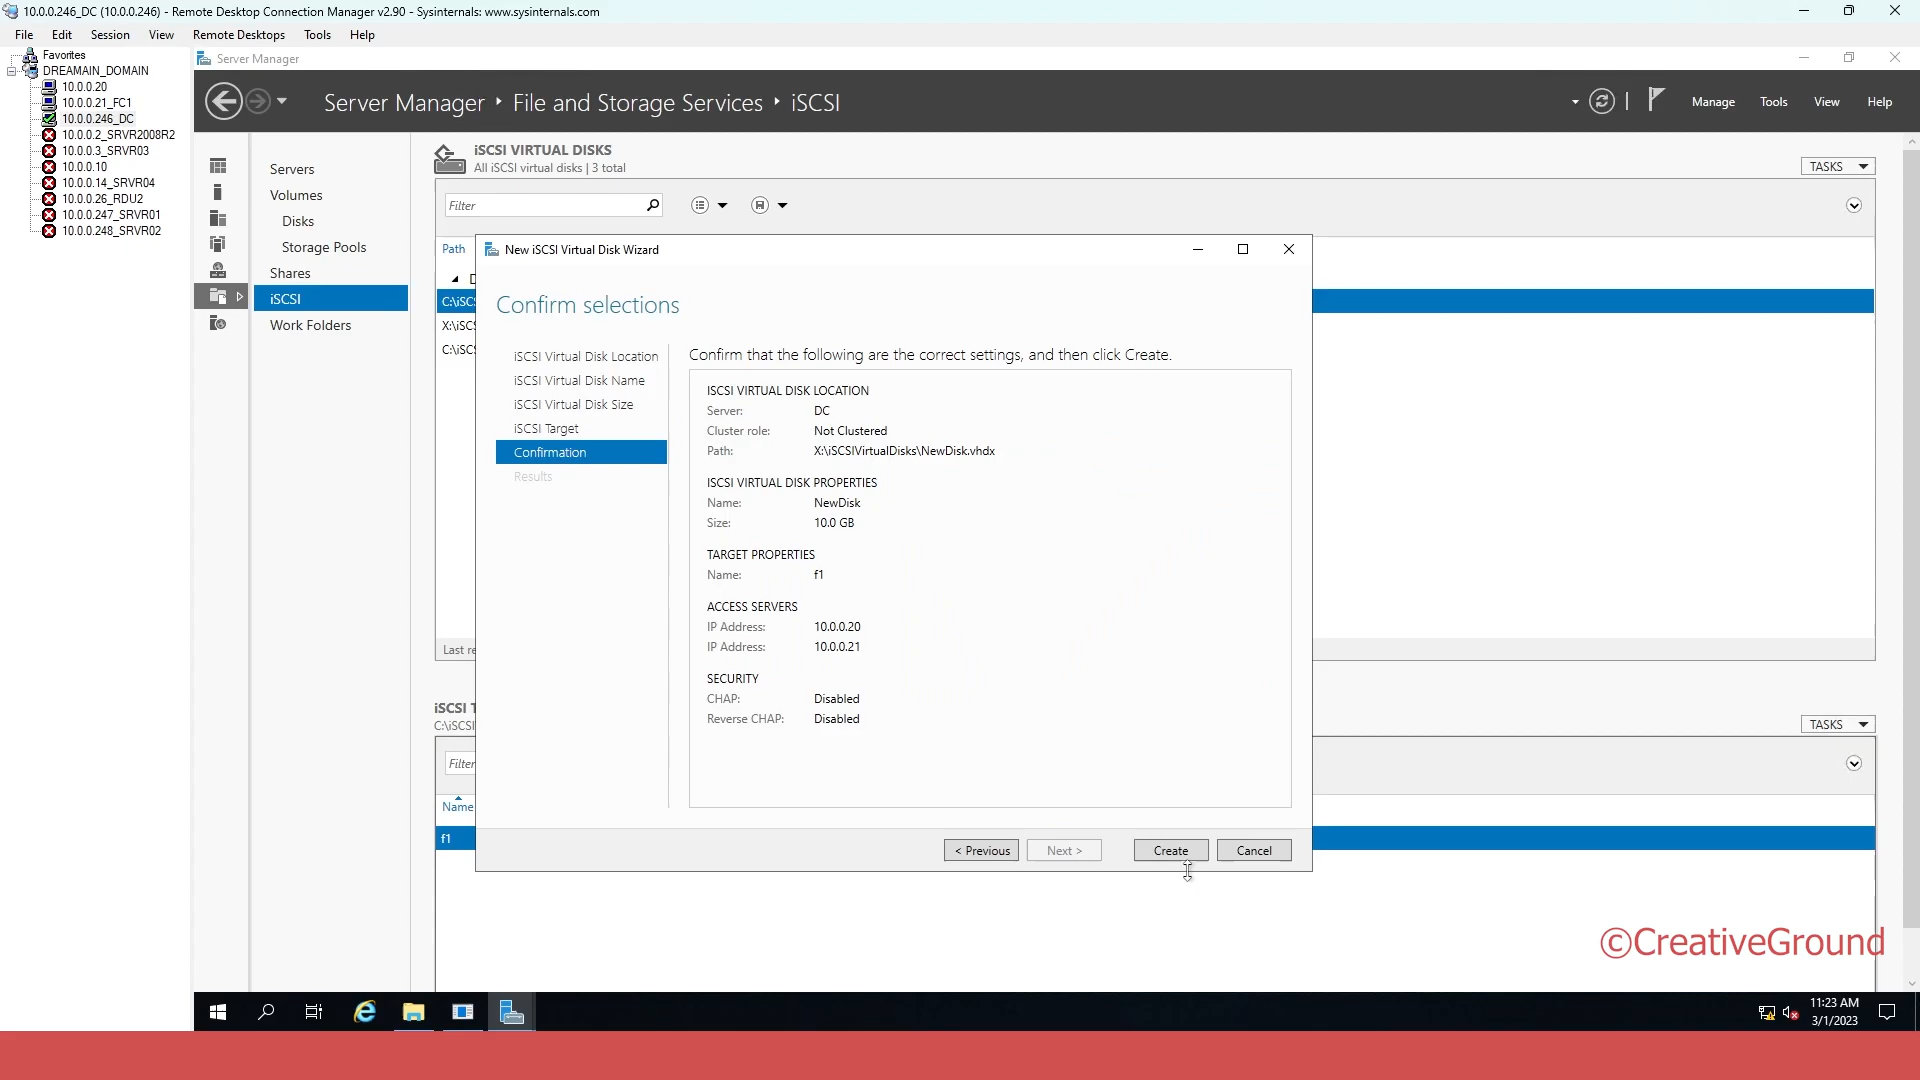 10.0.0.246_DC (10.0.0.246) - Remote Desktop Connection Manager v2.90 - Sysinternals: www.sysinternals.com
File Edit Session View Remote Desktops Tools Help
Favorites
DREAMAIN_DOMAIN
10.0.0.20
10.0.0.21_FC1
10.0.0.246_DC
10.0.0.2_SRVR2008R2
10.0.0.3_SRVR03
10.0.0.10
10.0.0.14_SRVR04
10.0.0.26_RDU2
10.0.0.247_SRVR01
10.0.0.248_SRVR02
Server Manager
Server Manager File and Storage Services iSCSI
Manage Tools View Help
Servers
Volumes
Disks
Storage Pools
Shares
iSCSI
Work Folders
iSCSI VIRTUAL DISKS
All iSCSI virtual disks | 3 total
TASKS
Filter
Path
C:\iSC
X:\iSC
C:\iSC
Last re
New iSCSI Virtual Disk Wizard
Confirm selections
iSCSI Virtual Disk Location
iSCSI Virtual Disk Name
iSCSI Virtual Disk Size
iSCSI Target
Confirmation
Results
Confirm that the following are the correct settings, and then click Create.
ISCSI VIRTUAL DISK LOCATION
Server: DC
Cluster role: Not Clustered
Path: X:\iSCSIVirtualDisks\NewDisk.vhdx
ISCSI VIRTUAL DISK PROPERTIES
Name: NewDisk
Size: 10.0 GB
TARGET PROPERTIES
Name: f1
ACCESS SERVERS
IP Address: 10.0.0.20
IP Address: 10.0.0.21
SECURITY
CHAP: Disabled
Reverse CHAP: Disabled
< Previous Next > Create Cancel
iSCSI T
C:\iSCSI
TASKS
Filter
Name
f1
©CreativeGround
11:23 AM
3/1/2023